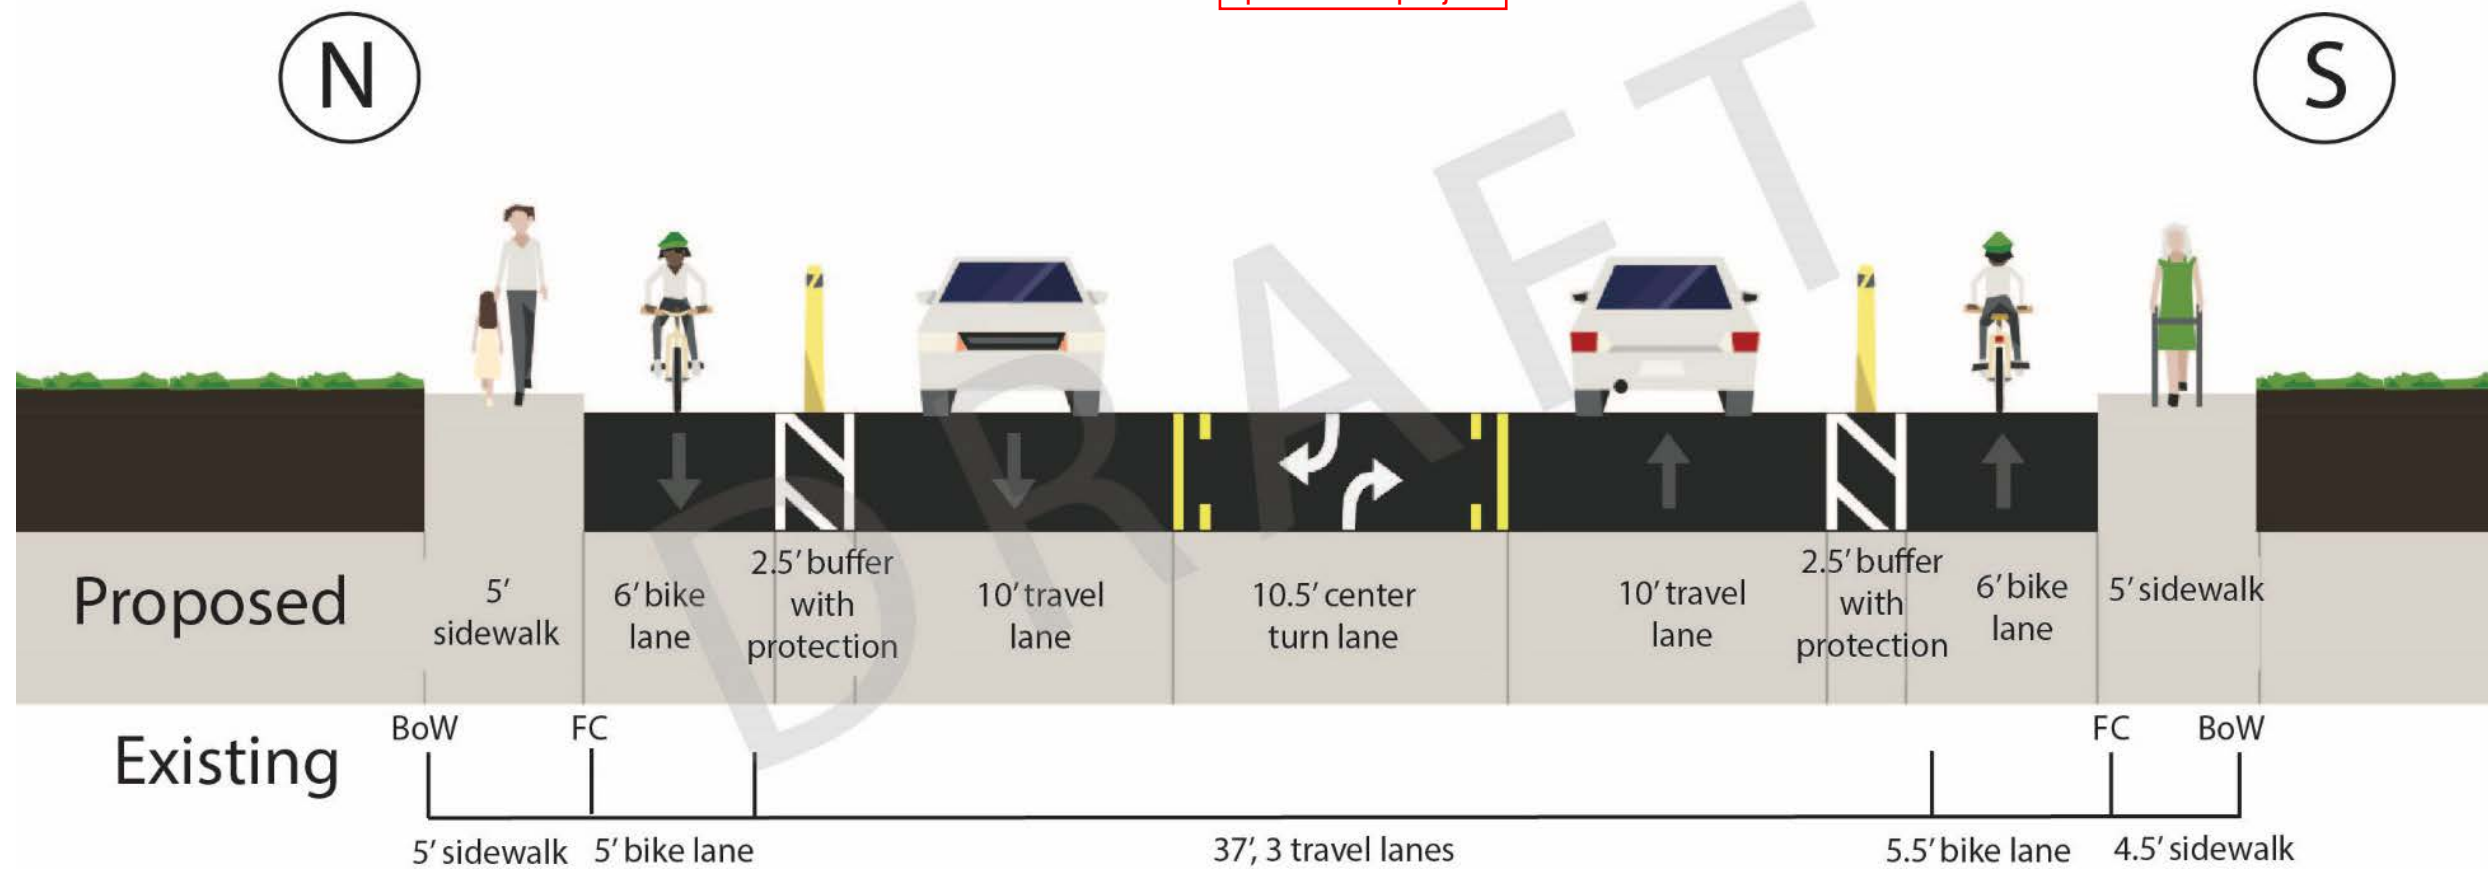 N
S
DRAFT
2.5′ buffer
with
protection
5′
sidewalk
6′ bike
lane
10′ travel
lane
10.5′ center
turn lane
10′ travel
lane
2.5′ buffer
with
protection
6′ bike
lane
5′ sidewalk
Proposed
BoW
FC
FC
BoW
Existing
5′ sidewalk
5′ bike lane
37′, 3 travel lanes
5.5′ bike lane
4.5′ sidewalk